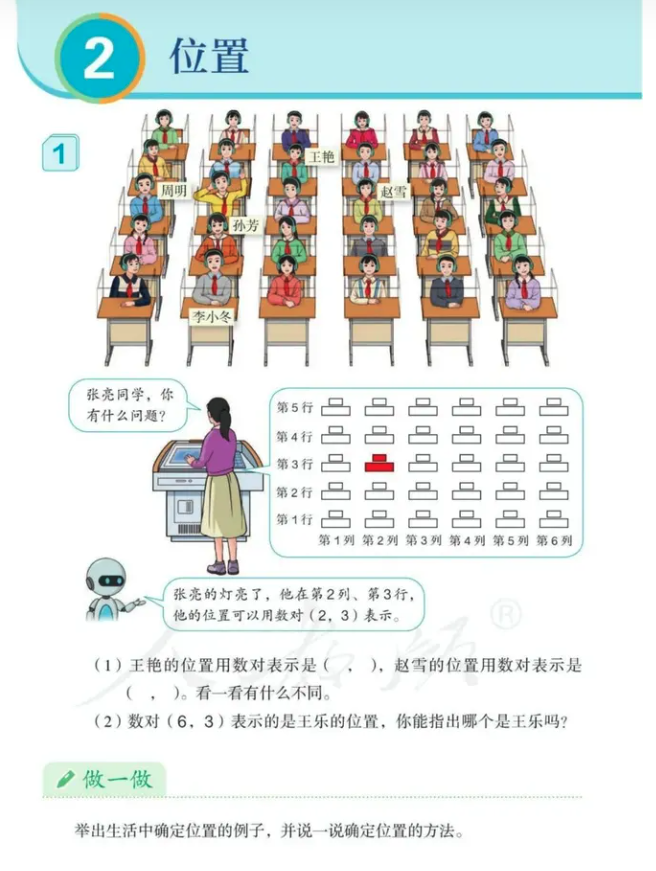 2 位置
1
王艳
周明
赵雪
孙芳
李小冬
张亮同学，你
有什么问题？
第5行
第4行
第3行
第2行
第1行
第1列 第2列 第3列 第4列 第5列 第6列
张亮的灯亮了，他在第2列、第3行，
他的位置可以用数对（2，3）表示。
（1）王艳的位置用数对表示是（ ， ），赵雪的位置用数对表示是
（ ， ）。看一看有什么不同。
（2）数对（6，3）表示的是王乐的位置，你能指出哪个是王乐吗？
做一做
举出生活中确定位置的例子，并说一说确定位置的方法。